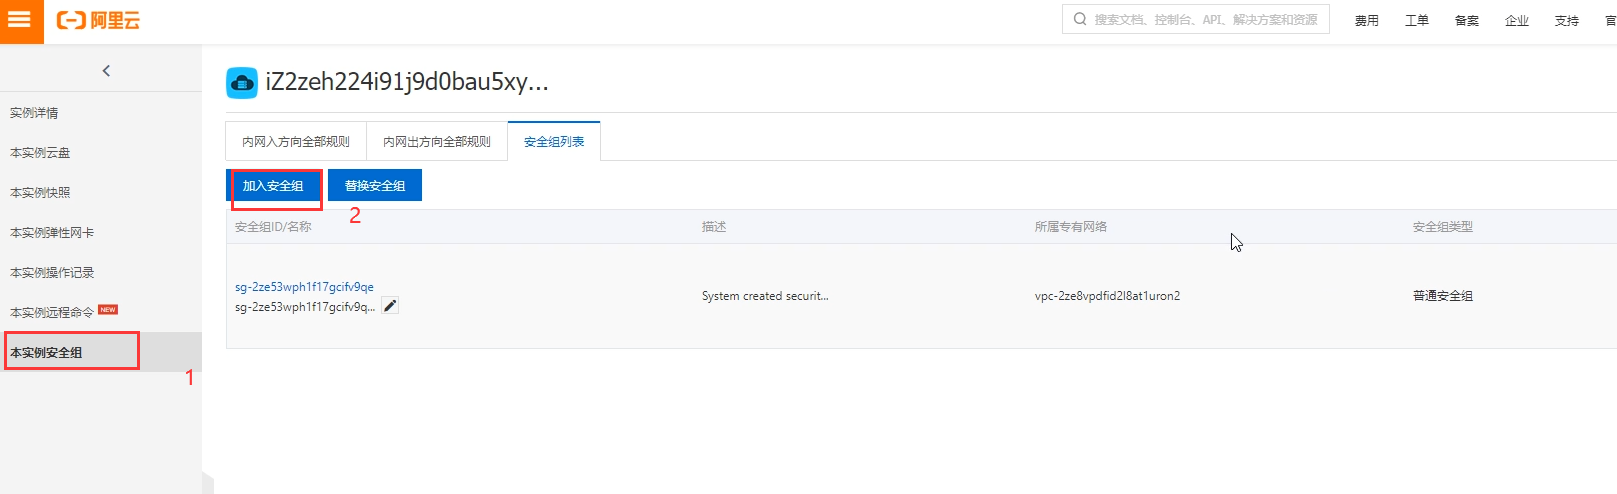 阿里云
搜索文档、控制台、API、解决方案和资源
费用 工单 备案 企业 支持 官
iZ2zeh224i91j9d0bau5xy...
实例详情
本实例云盘
本实例快照
本实例弹性网卡
本实例操作记录
本实例远程命令 NEW
本实例安全组
1
内网入方向全部规则 内网出方向全部规则 安全组列表
加入安全组 替换安全组
2
安全组ID/名称 描述 所属专有网络 安全组类型
sg-2ze53wph1f17gcifv9qe
sg-2ze53wph1f17gcifv9q... System created securit... vpc-2ze8vpdfid2l8at1uron2 普通安全组